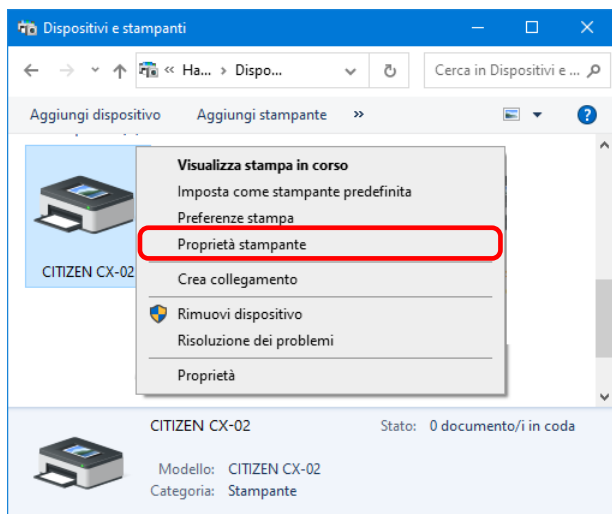 Dispositivi e stampanti
« Ha... › Dispo...
Cerca in Dispositivi e ...
Aggiungi dispositivo Aggiungi stampante »
Visualizza stampa in corso
Imposta come stampante predefinita
Preferenze stampa
Proprietà stampante
CITIZEN CX-02
Crea collegamento
Rimuovi dispositivo
Risoluzione dei problemi
Proprietà
CITIZEN CX-02 Stato: 0 documento/i in coda
Modello: CITIZEN CX-02
Categoria: Stampante